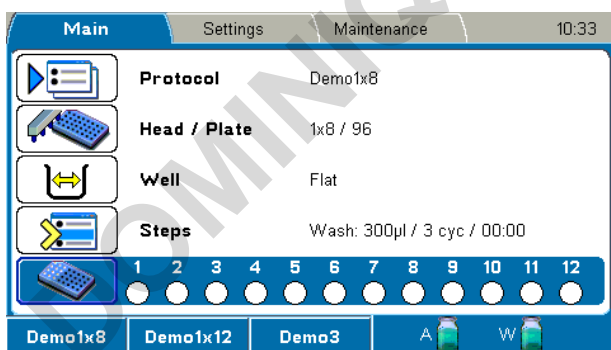 Main Settings Maintenance 10:33
Protocol Demo1x8
Head / Plate 1x8 / 96
Well Flat
Steps Wash: 300µl / 3 cyc / 00:00
1 2 3 4 5 6 7 8 9 10 11 12
Demo1x8 Demo1x12 Demo3 A W
DOMINIQ